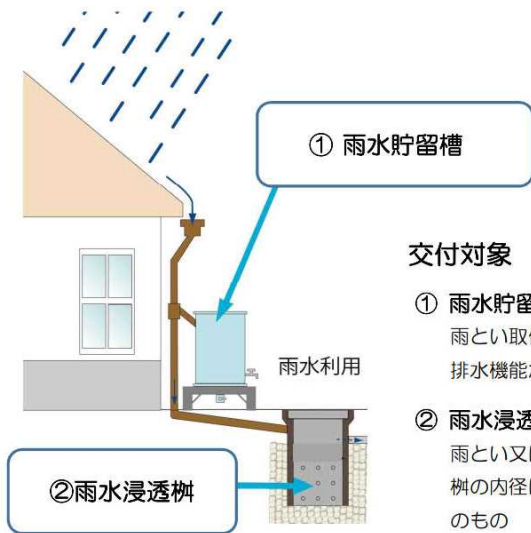 ① 雨水貯留槽
交付対象
① 雨水貯留
雨とい取
排水機能
雨水利用
② 雨水浸透
雨とい又
②雨水浸透桝
桝の内径
のもの